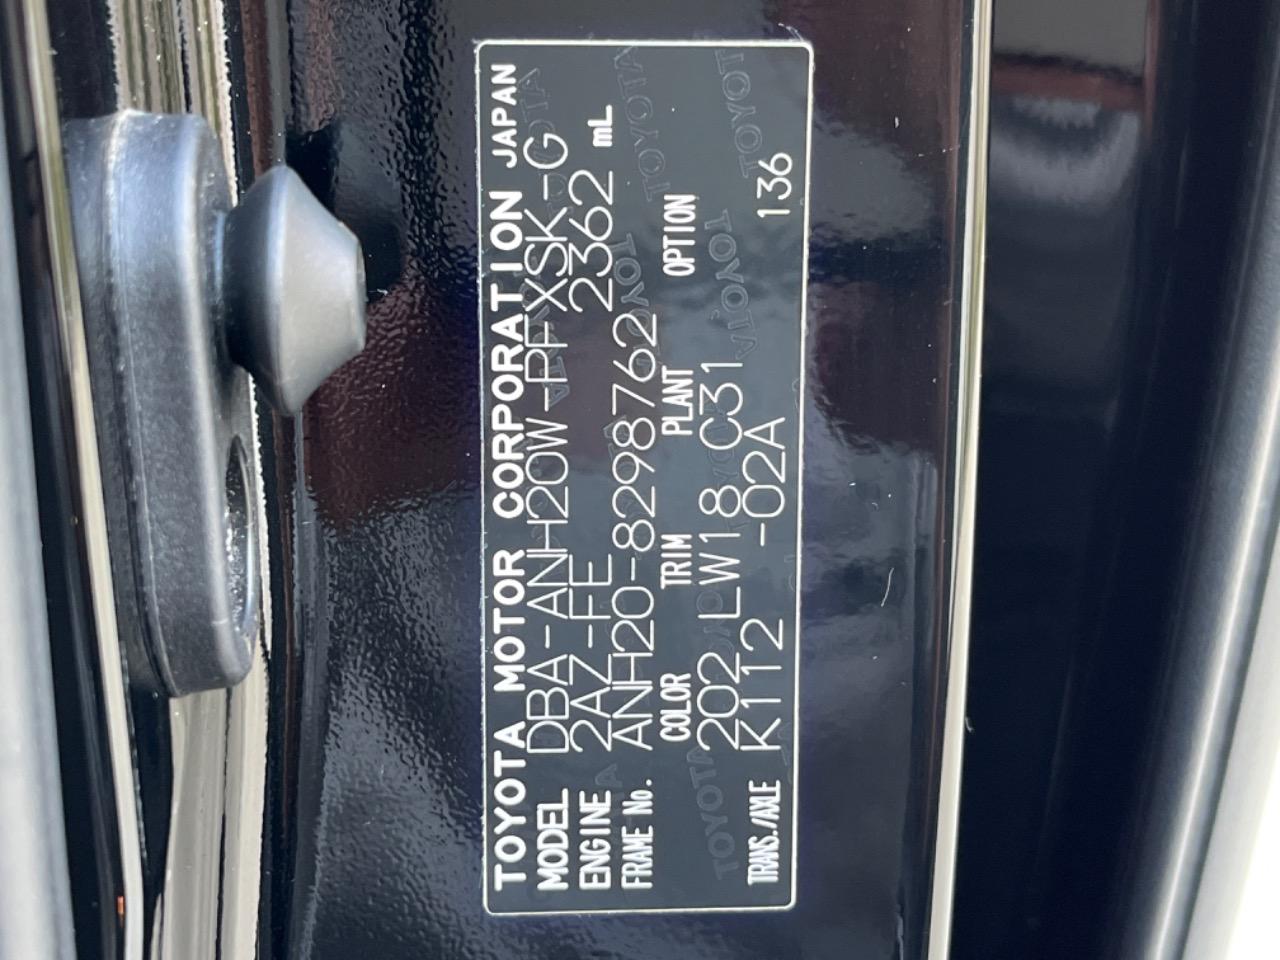 TOYOTA MOTOR CORPORATION JAPAN
MODEL DBA-ANH20W-PFXSK-G
ENGINE 2AZ-FE 2362 mL
FRAME No. ANH20-8298762
COLOR TRIM PLANT OPTION
202 LW18 C31
TRANS./AXLE K112 -02A 136